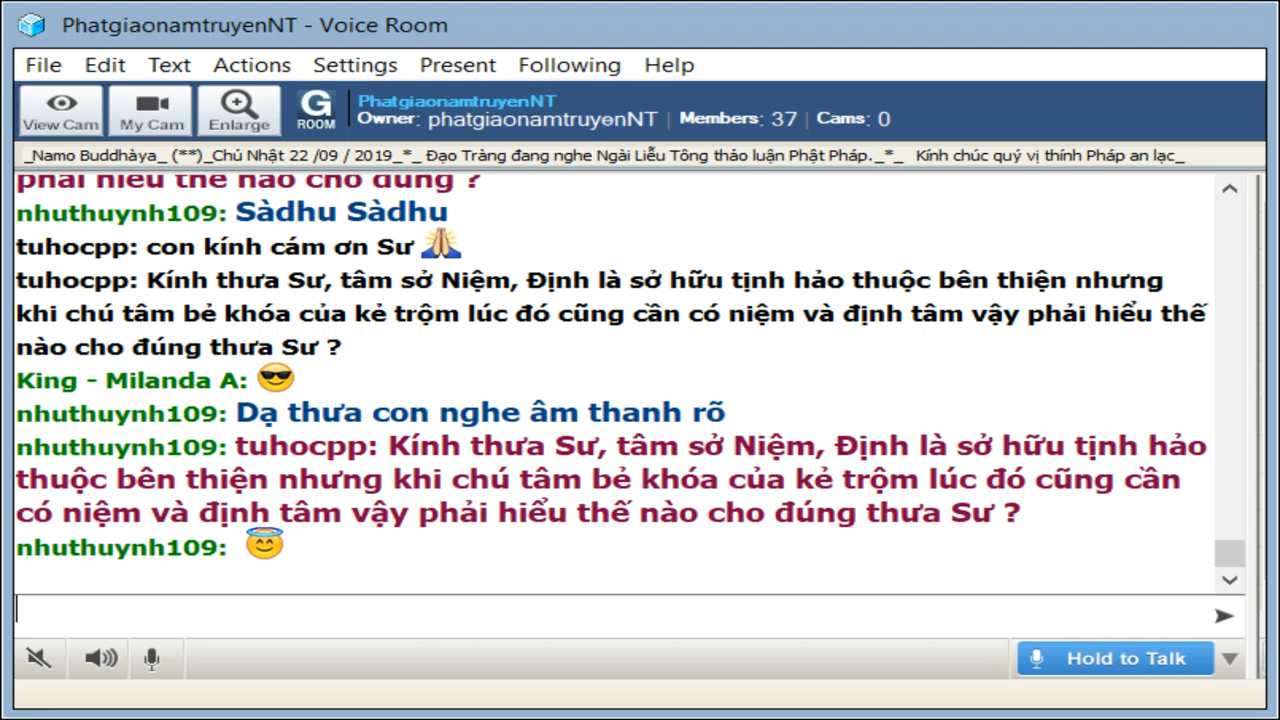 PhatgiaonamtruyenNT - Voice Room
File Edit Text Actions Settings Present Following Help
View Cam My Cam Enlarge G ROOM
PhatgiaonamtruyenNT
Owner: phatgiaonamtruyenNT Members: 37 Cams: 0
_Namo Buddhàya_ (**)_Chủ Nhật 22 /09 / 2019_*_ Đạo Tràng đang nghe Ngài Liễu Tông thảo luận Phật Pháp._*_ Kính chúc quý vị thính Pháp an lạc_
phải hiểu thế nào cho đúng ?
nhuthuynh109: Sàdhu Sàdhu
tuhocpp: con kính cám ơn Sư
tuhocpp: Kính thưa Sư, tâm sở Niệm, Định là sở hữu tịnh hảo thuộc bên thiện nhưng
khi chú tâm bẻ khóa của kẻ trộm lúc đó cũng cần có niệm và định tâm vậy phải hiểu thế
nào cho đúng thưa Sư ?
King - Milanda A:
nhuthuynh109: Dạ thưa con nghe âm thanh rõ
nhuthuynh109: tuhocpp: Kính thưa Sư, tâm sở Niệm, Định là sở hữu tịnh hảo
thuộc bên thiện nhưng khi chú tâm bẻ khóa của kẻ trộm lúc đó cũng cần
có niệm và định tâm vậy phải hiểu thế nào cho đúng thưa Sư ?
nhuthuynh109:
Hold to Talk